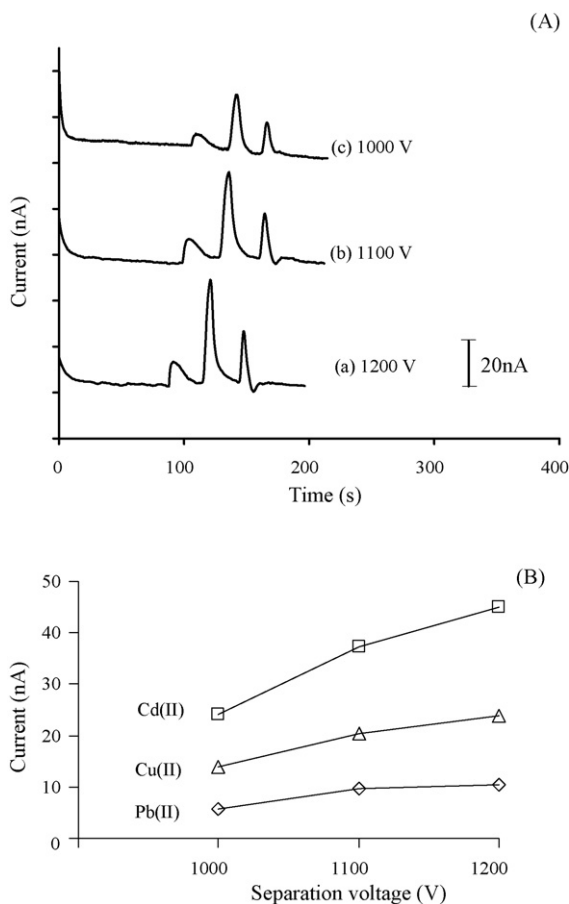 (A)
(c) 1000 V
(b) 1100 V
(a) 1200 V
20nA
Current (nA)
0 100 200 300 400
Time (s)
(B)
50
40
30
20
10
0
Current (nA)
Cd(II)
Cu(II)
Pb(II)
1000 1100 1200
Separation voltage (V)